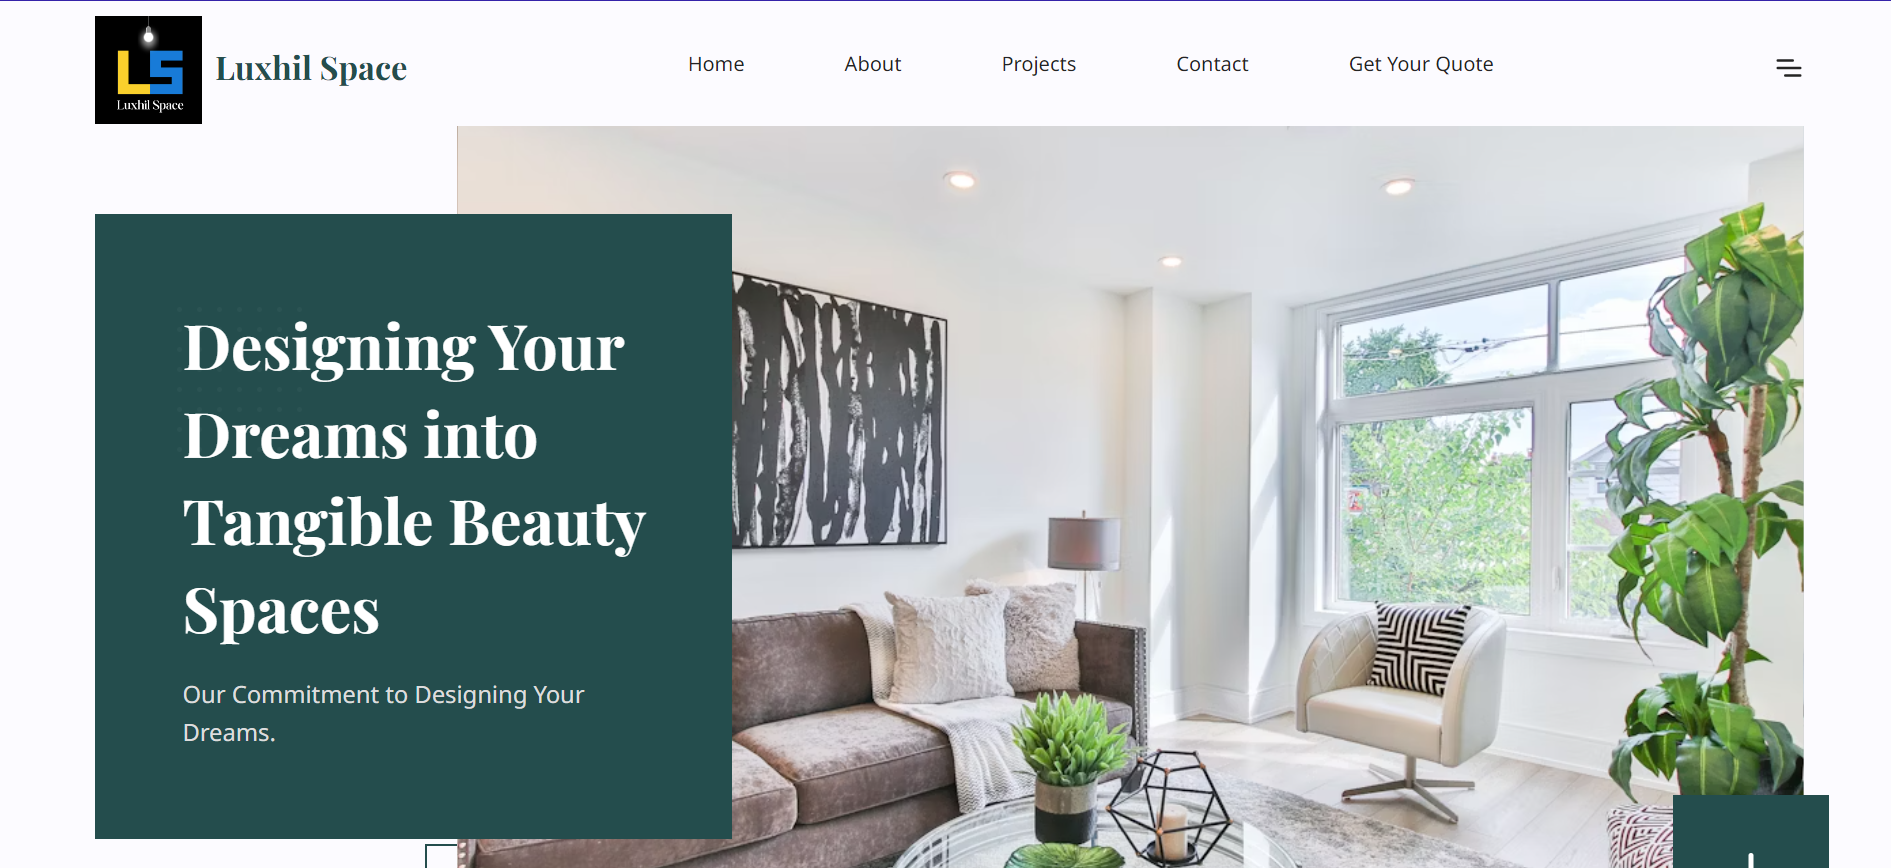 LS
Luxhil Space
Luxhil Space
Home
About
Projects
Contact
Get Your Quote
Designing Your
Dreams into
Tangible Beauty
Spaces
Our Commitment to Designing Your
Dreams.